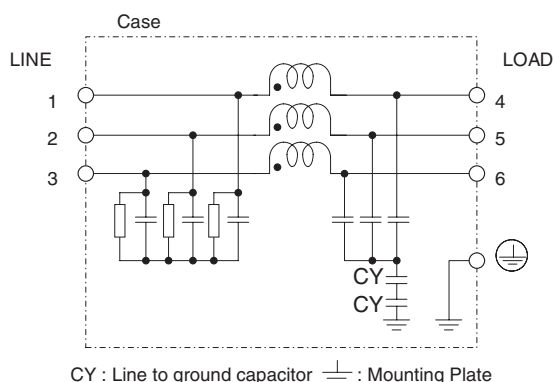 Case
LINE
LOAD
1
4
2
5
3
6
CY
CY
CY : Line to ground capacitor : Mounting Plate